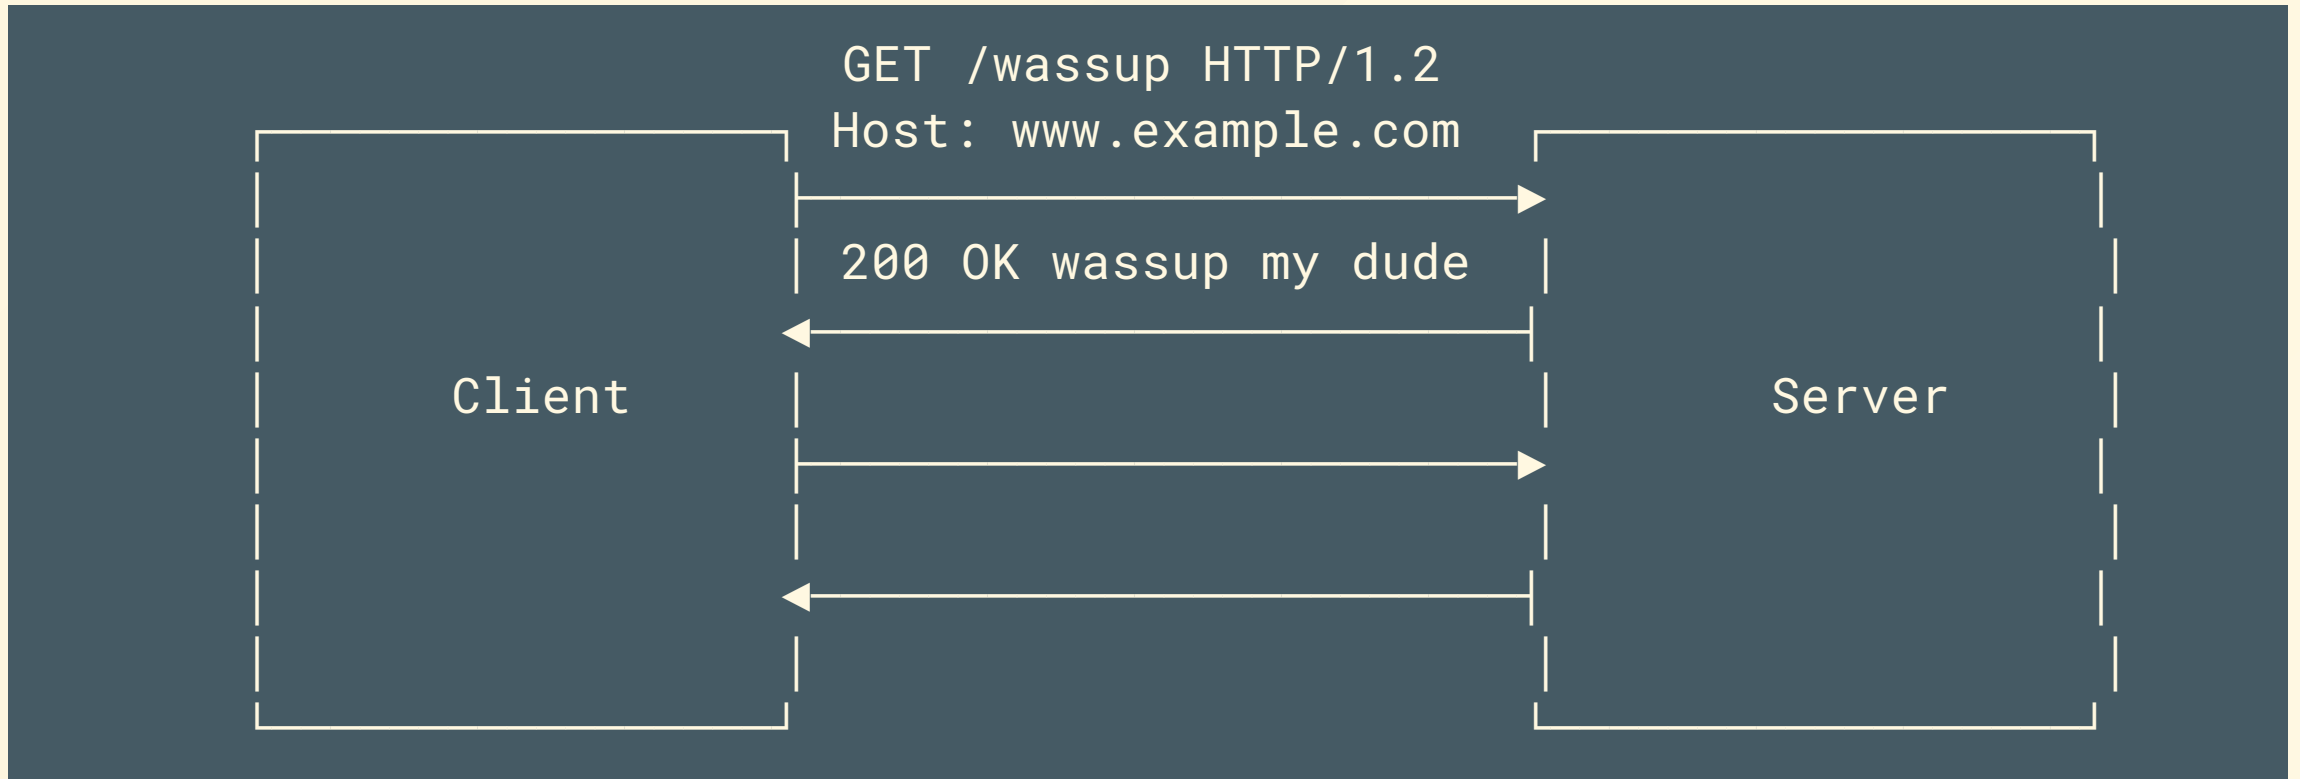 GET /wassup HTTP/1.2
Host: www.example.com
200 OK wassup my dude
Client
Server